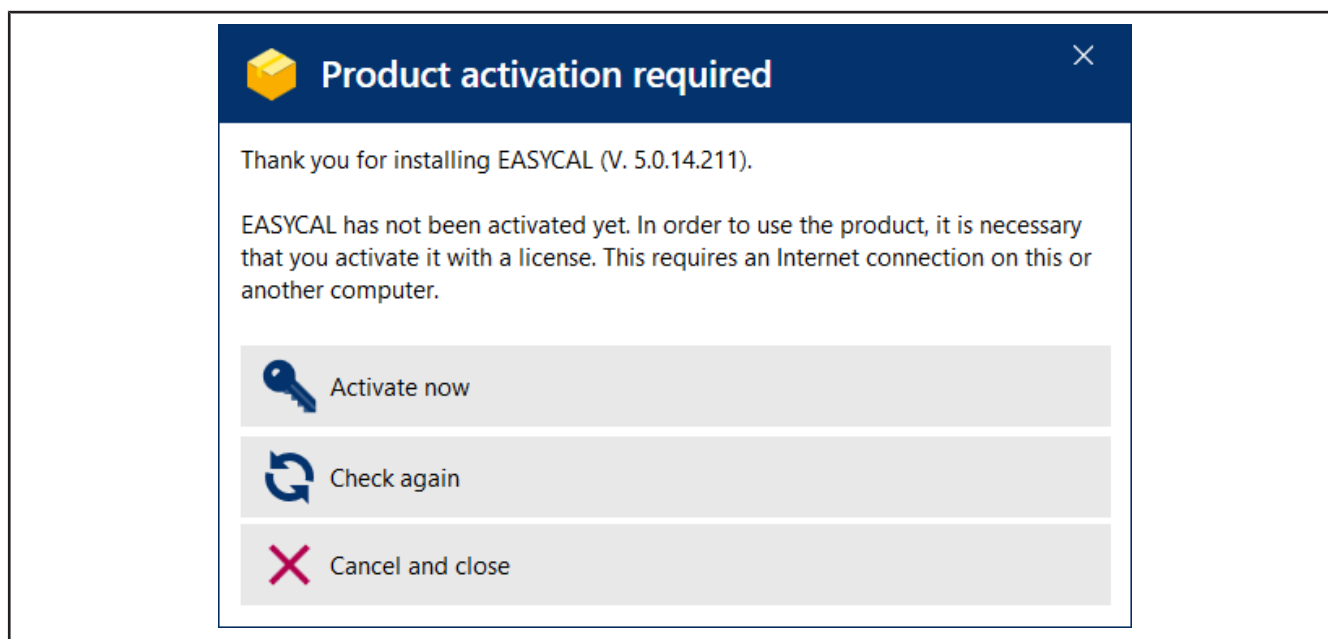 Product activation required
Thank you for installing EASYCAL (V. 5.0.14.211).
EASYCAL has not been activated yet. In order to use the product, it is necessary
that you activate it with a license. This requires an Internet connection on this or
another computer.
Activate now
Check again
Cancel and close